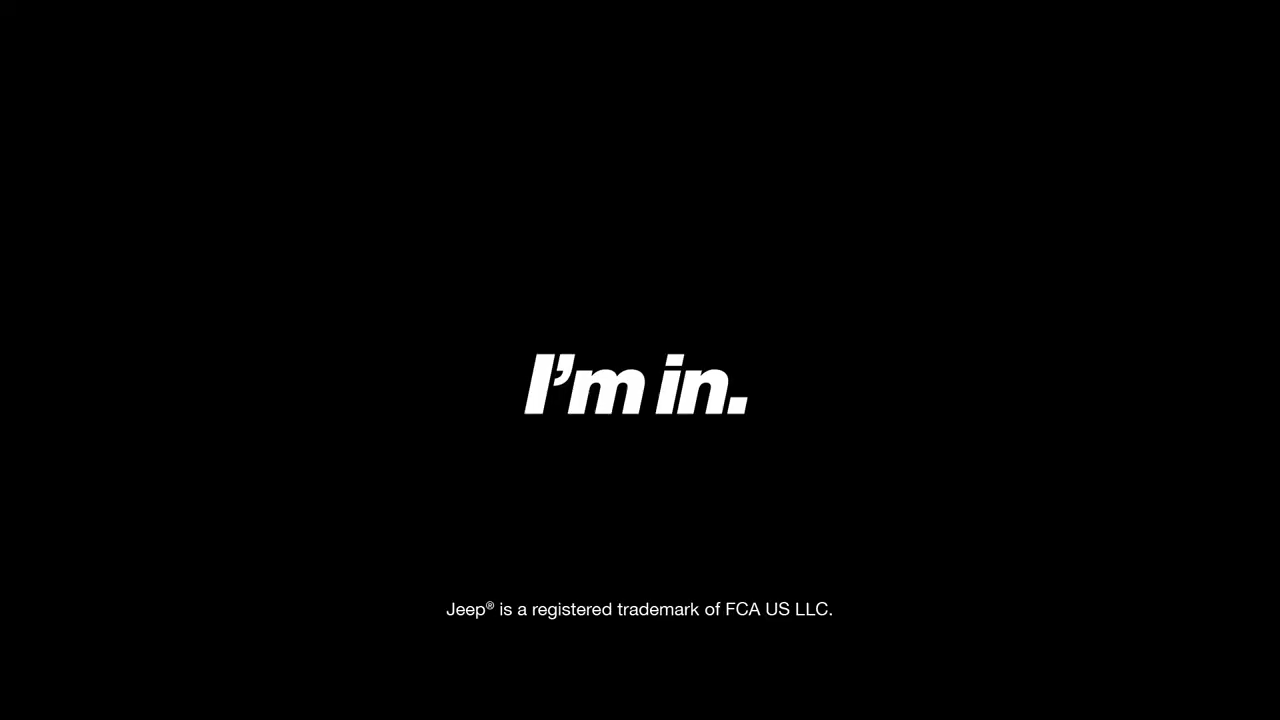 I’m in.
Jeep® is a registered trademark of FCA US LLC.